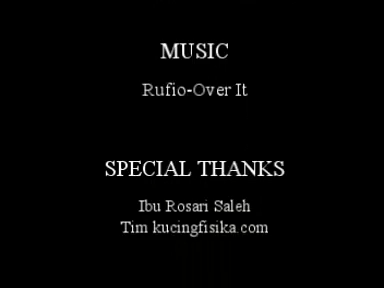 MUSIC
Rufio-Over It
SPECIAL THANKS
Ibu Rosari Saleh
Tim kucingfisika.com